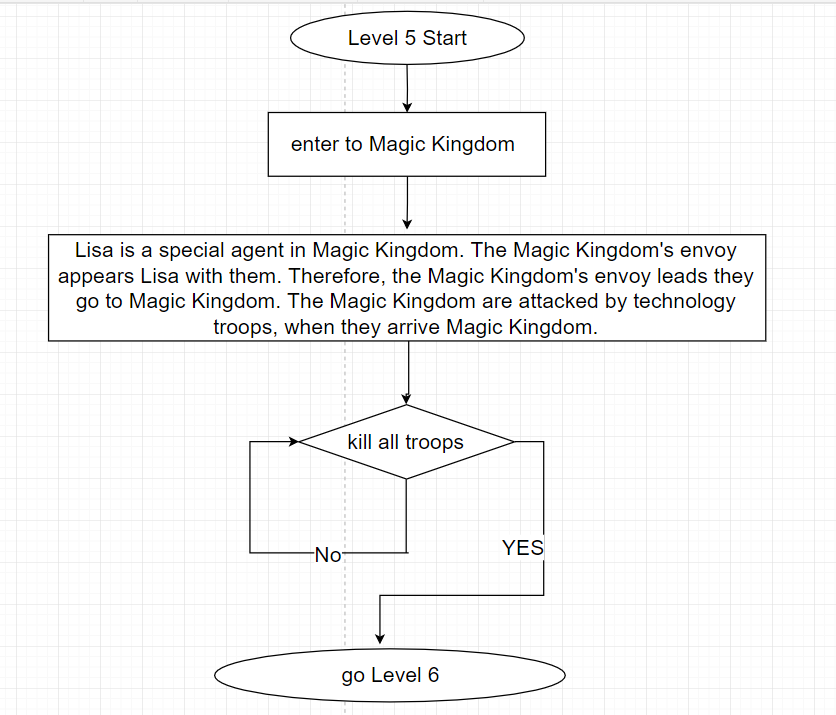 Level 5 Start
enter to Magic Kingdom
Lisa is a special agent in Magic Kingdom. The Magic Kingdom's envoy
appears Lisa with them. Therefore, the Magic Kingdom's envoy leads they
go to Magic Kingdom. The Magic Kingdom are attacked by technology
troops, when they arrive Magic Kingdom.
kill all troops
No
YES
go Level 6